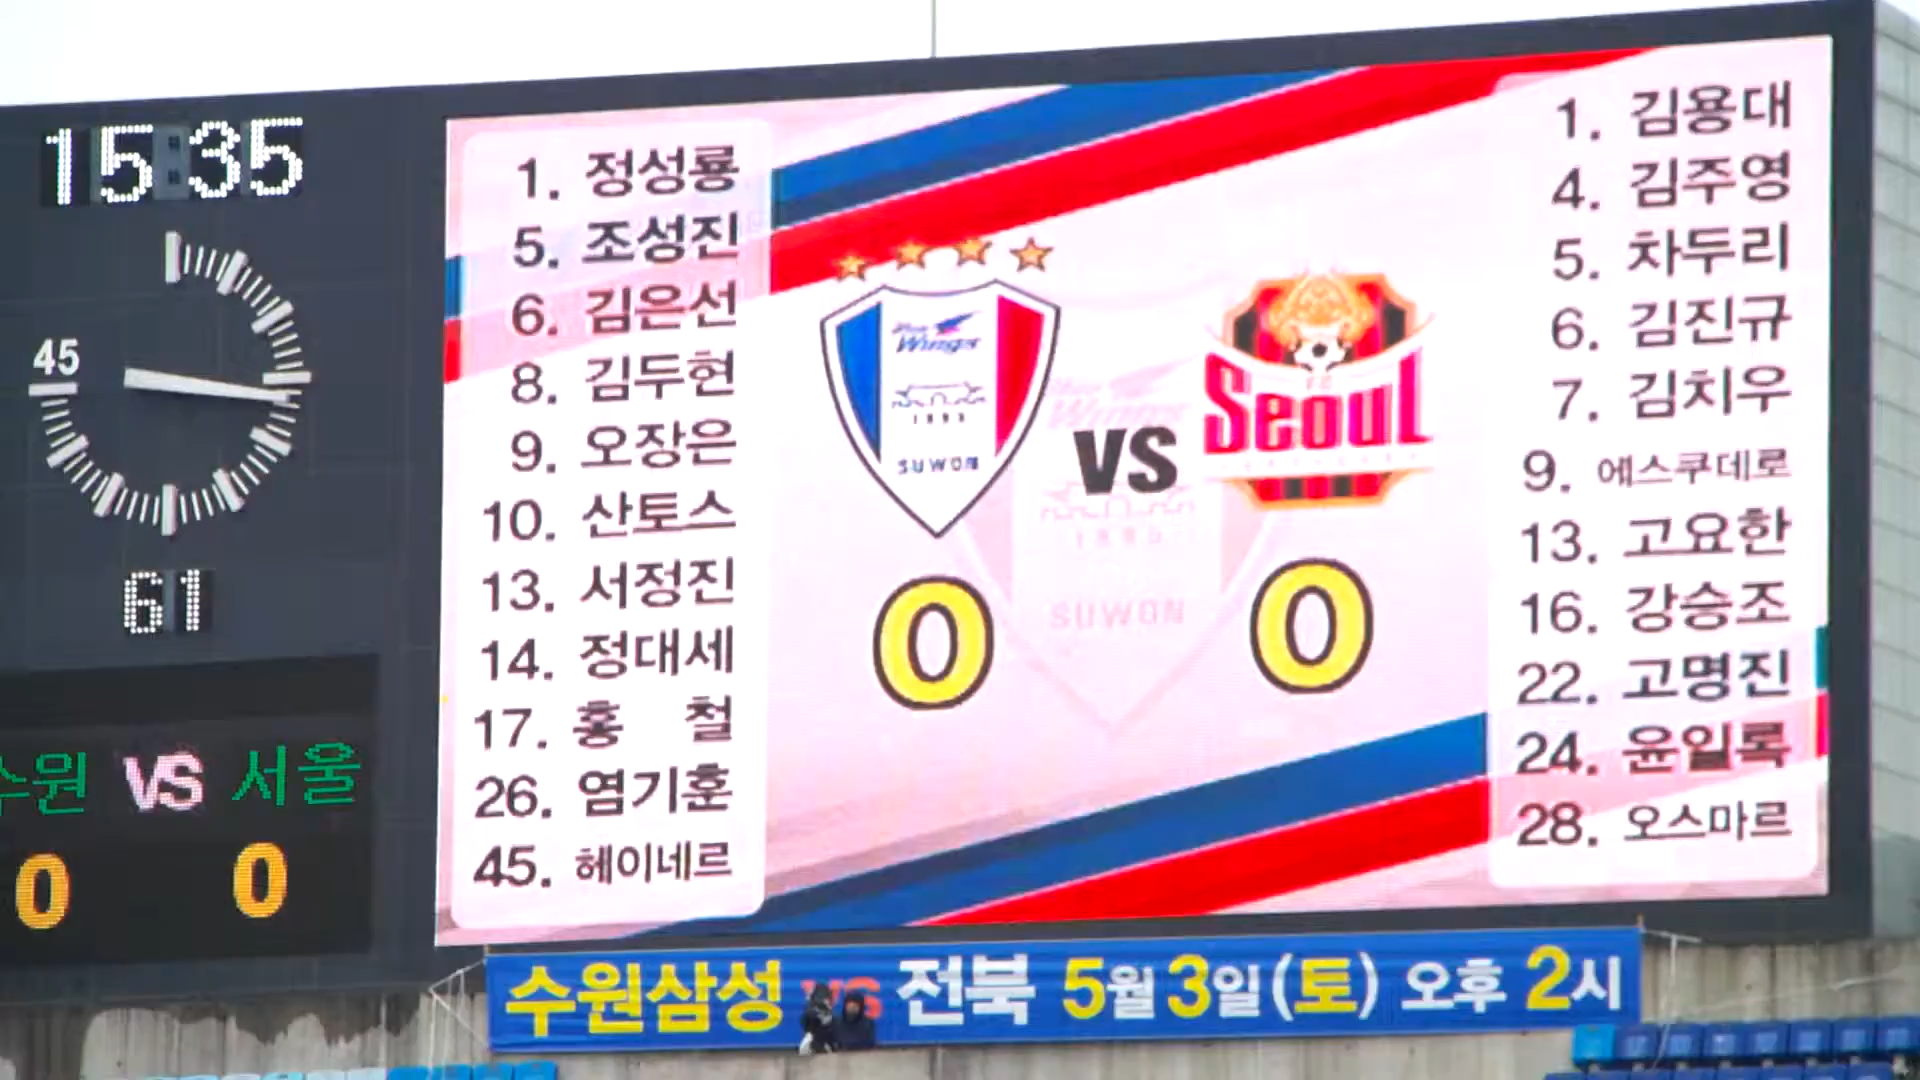 15:35
45
61
수원 VS 서울
0 0
1. 정성룡
5. 조성진
6. 김은선
8. 김두현
9. 오장은
10. 산토스
13. 서정진
14. 정대세
17. 홍 철
26. 염기훈
45. 헤이네르
Blue Wings
1995
SUWON
VS
Seoul
SUWON
0 0
1. 김용대
4. 김주영
5. 차두리
6. 김진규
7. 김치우
9. 에스쿠데로
13. 고요한
16. 강승조
22. 고명진
24. 윤일록
28. 오스마르
수원삼성 VS 전북 5월 3일 (토) 오후 2시